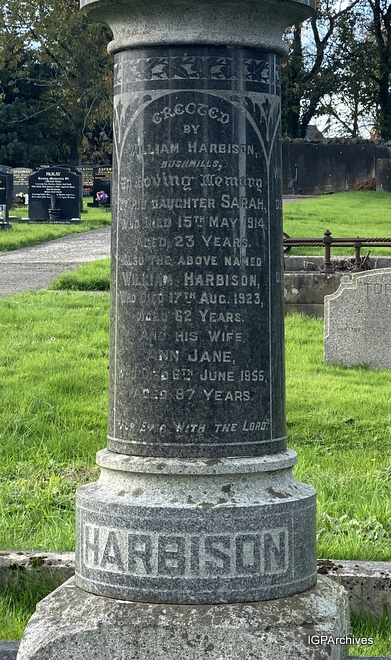 ERECTED
BY
WILLIAM HARBISON,
BUSHMILLS,
In Loving Memory
OF HIS DAUGHTER SARAH,
WHO DIED 15TH MAY 1914,
AGED 23 YEARS.
ALSO THE ABOVE NAMED
WILLIAM HARBISON,
WHO DIED 17TH AUG. 1923,
AGED 62 YEARS.
AND HIS WIFE
ANN JANE,
WHO DIED 6TH JUNE 1955,
AGED 87 YEARS.
"FOR EVER WITH THE LORD"
HARBISON
McKAY
IGPArchives